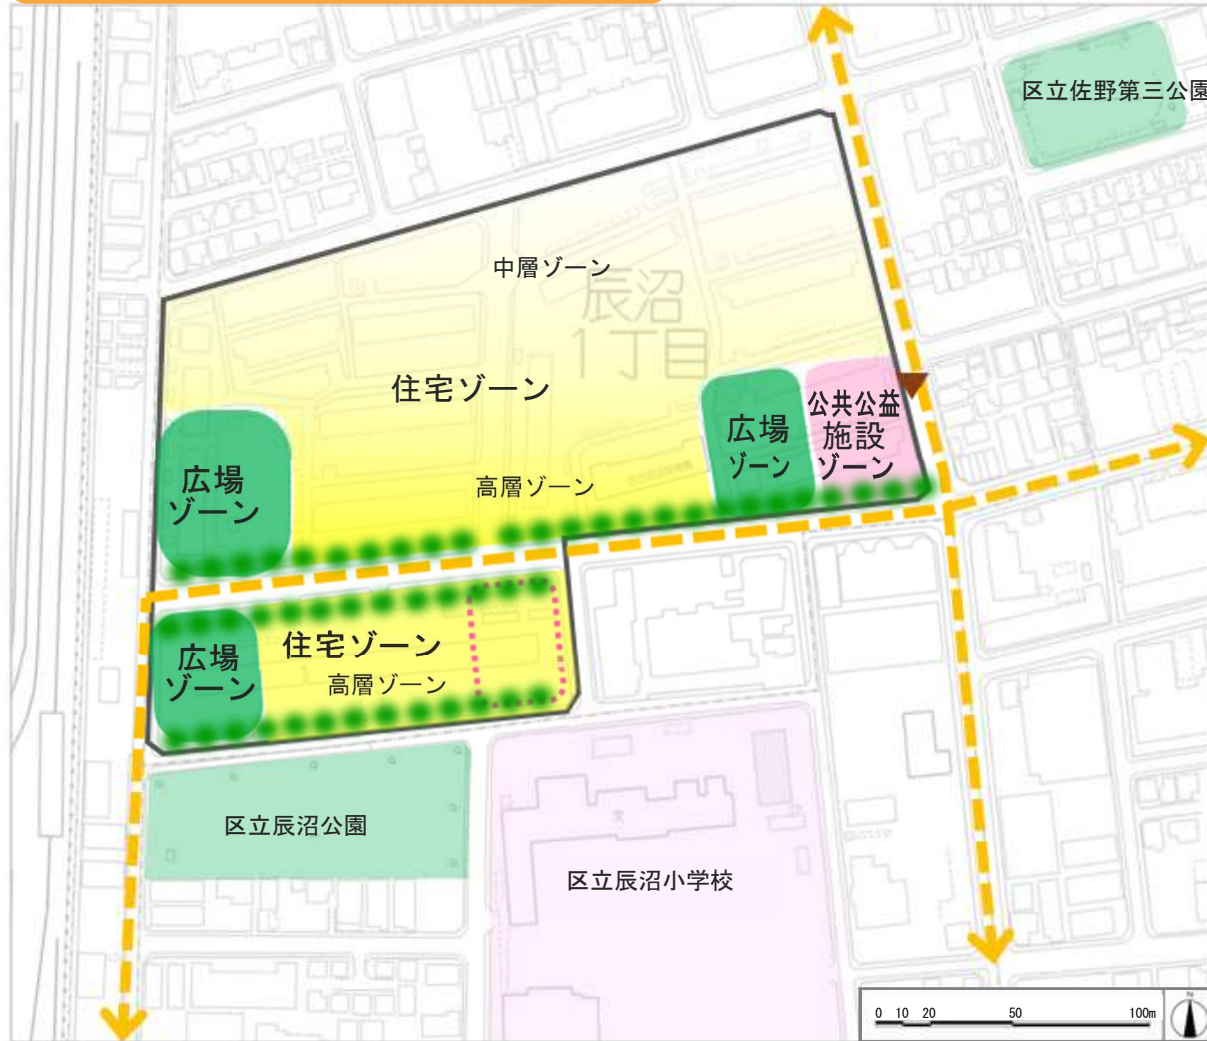 区立佐野第三公園
中層ゾーン
辰沼
1丁目
住宅ゾーン
公共公益
施設
ゾーン
広場
ゾーン
高層ゾーン
広場
ゾーン
住宅ゾーン
広場
ゾーン
高層ゾーン
区立辰沼公園
文
区立辰沼小学校
0 10 20 50 100m
N